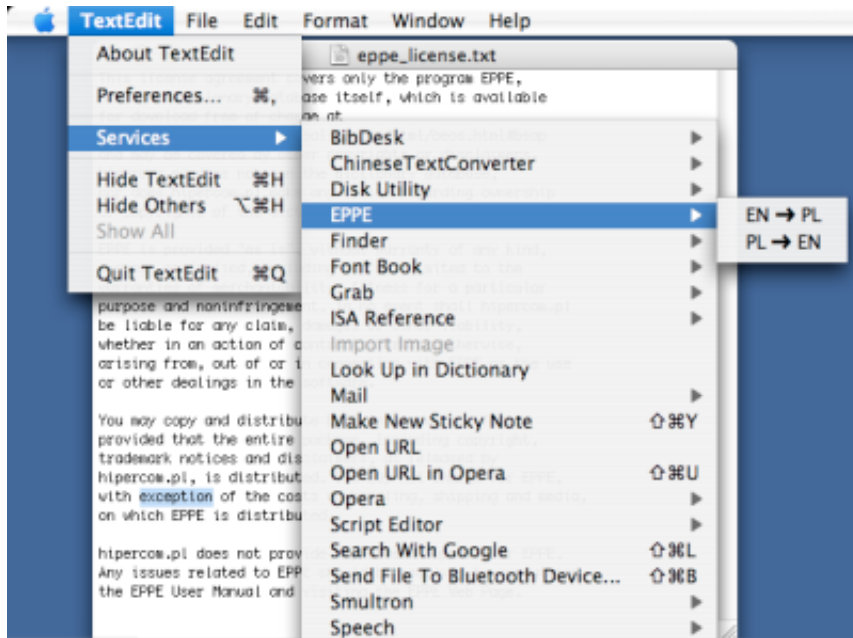 TextEdit File Edit Format Window Help
About TextEdit
Preferences... ⌘,
Services
Hide TextEdit ⌘H
Hide Others ⌥⌘H
Show All
Quit TextEdit ⌘Q
BibDesk
ChineseTextConverter
Disk Utility
EPPE
Finder
Font Book
Grab
ISA Reference
Import Image
Look Up in Dictionary
Mail
Make New Sticky Note ⇧⌘Y
Open URL
Open URL in Opera ⇧⌘U
Opera
Script Editor
Search With Google ⇧⌘L
Send File To Bluetooth Device... ⇧⌘B
Smultron
Speech
EN → PL
PL → EN
eppe_license.txt
vers only the program EPPE,
ase itself, which is available
purpose and noninfringeme
be liable for any claim,
whether in an action of
arising from, out of or i
or other dealings in the
You may copy and distribu
provided that the entire
trademark notices and dis
hipercom.pl, is distribut
with exception of the cos
on which EPPE is distribu
hipercom.pl does not prov
Any issues related to EPP
the EPPE User Manual and